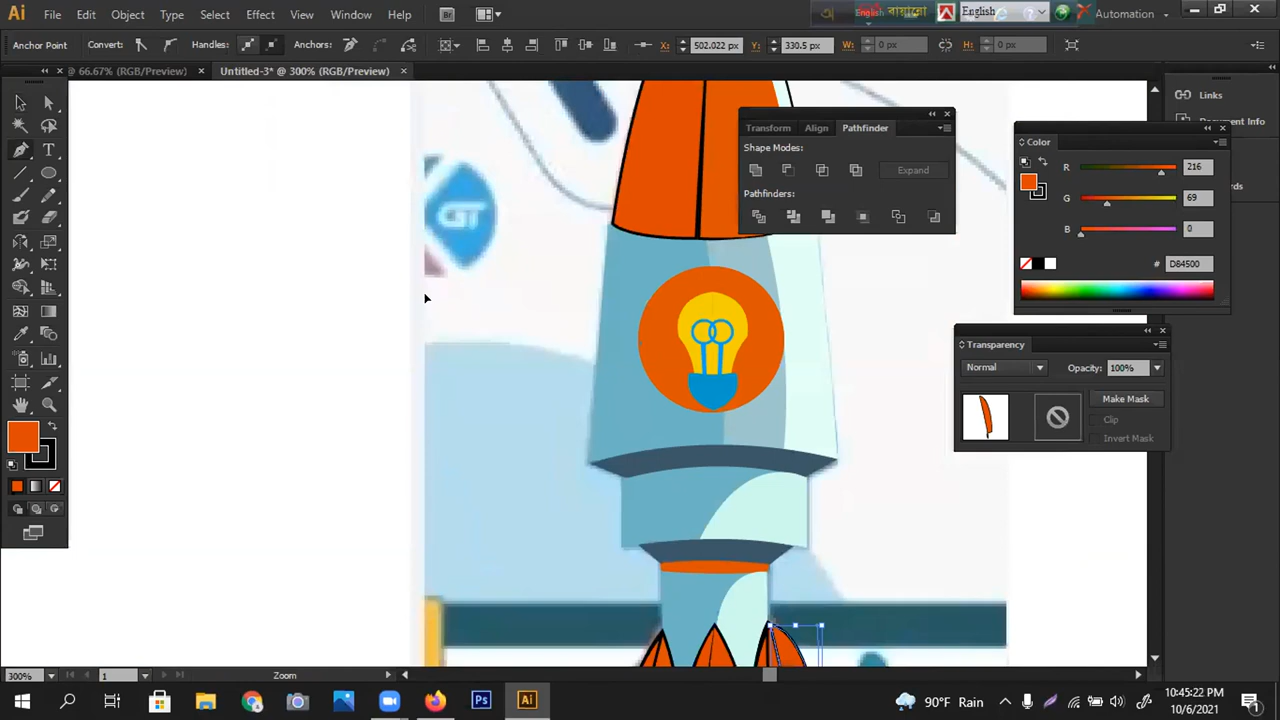 Ai File Edit Object Type Select Window Help Br English English Automation
Anchor Point Convert: Handles: Anchors: X: 502.022 px Y: 330.5 px W: 0 px H: 0 px
@ 66.67% (RGB/Preview) × Untitled-3* @ 300% (RGB/Preview) ×
Links
Transform Align Pathfinder
Color
Shape Modes:
Expand
R 216
Pathfinders:
G 69
B 0
# D84500
Transparency
Normal Opacity: 100%
Make Mask
Clip
Invert Mask
300% 1 Zoom
90°F Rain
10:45:22 PM
10/6/2021